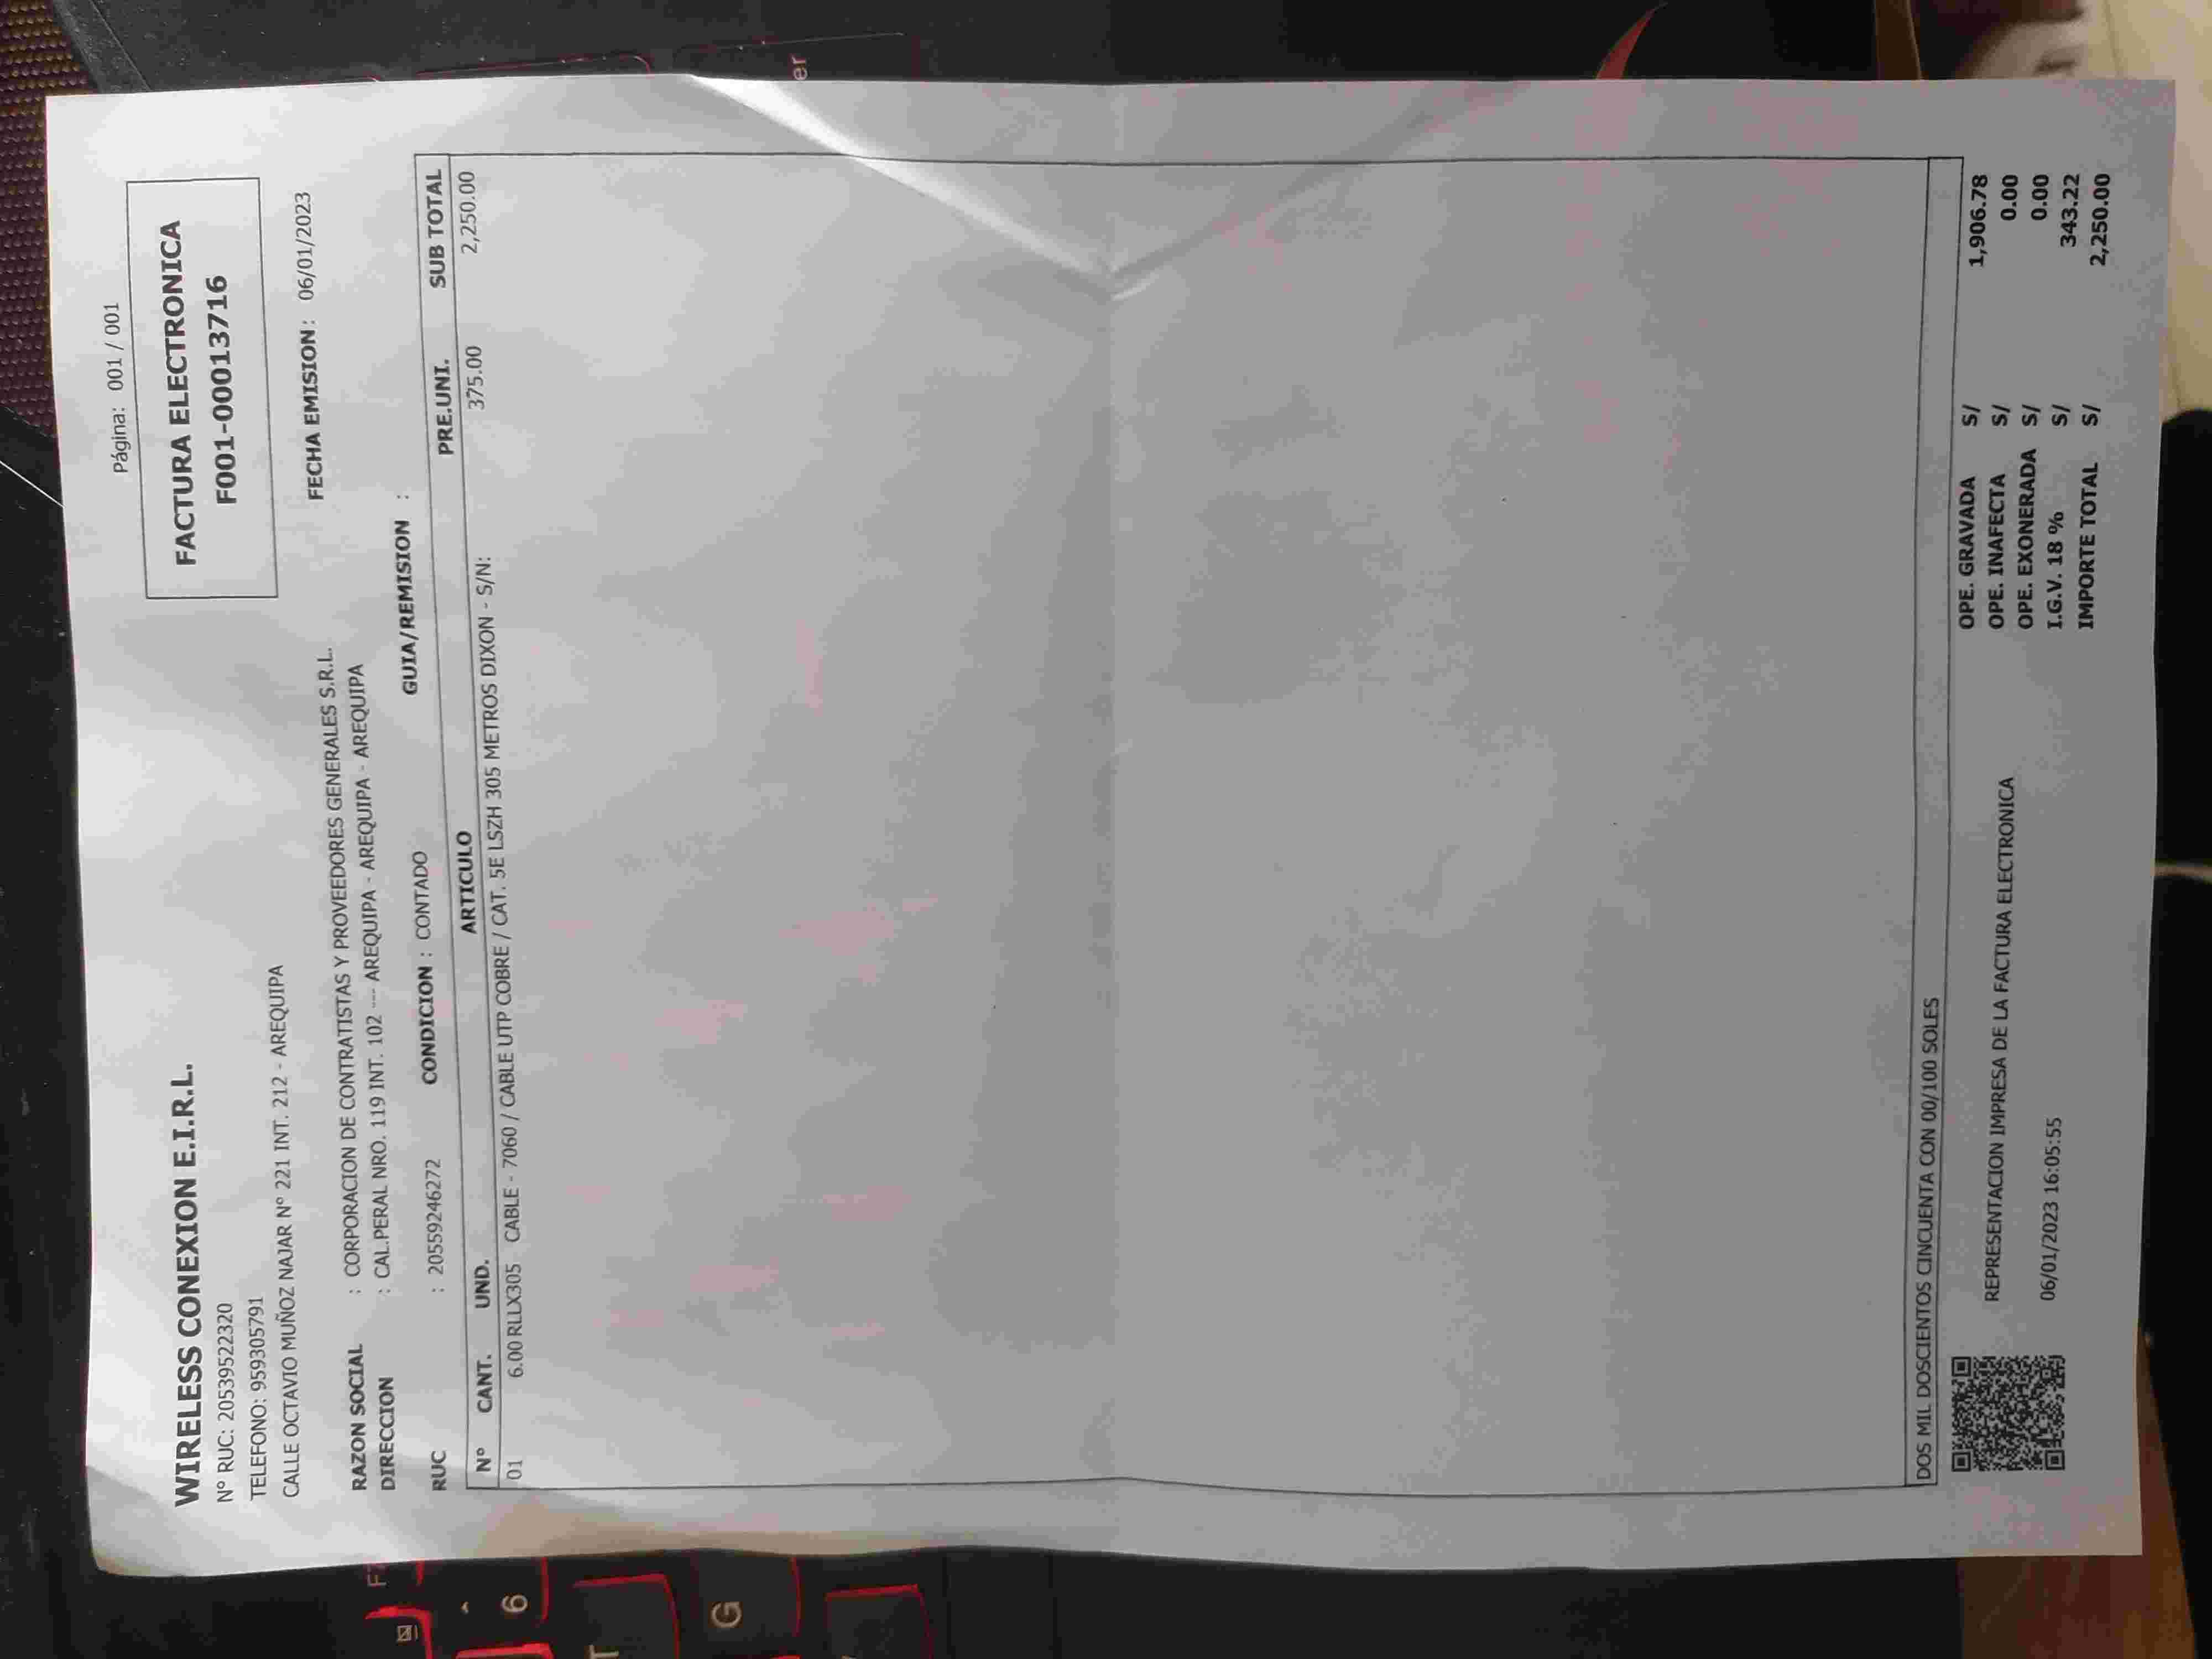 Página: 001 / 001
WIRELESS CONEXION E.I.R.L.
FACTURA ELECTRONICA
Nº RUC: 20539522320
F001-00013716
TELEFONO: 959305791
CALLE OCTAVIO MUÑOZ NAJAR Nº 221 INT. 212 - AREQUIPA
FECHA EMISION : 06/01/2023
RAZON SOCIAL : CORPORACION DE CONTRATISTAS Y PROVEEDORES GENERALES S.R.L.
DIRECCION : CAL.PERAL NRO. 119 INT. 102 --- AREQUIPA - AREQUIPA - AREQUIPA
RUC : 20559246272 CONDICION : CONTADO GUIA/REMISION :
Nº CANT. UND. ARTICULO PRE.UNI. SUB TOTAL
01 6.00 RLLX305 CABLE - 7060 / CABLE UTP COBRE / CAT. 5E LSZH 305 METROS DIXON - S/N: 375.00 2,250.00
DOS MIL DOSCIENTOS CINCUENTA CON 00/100 SOLES
OPE. GRAVADA S/ 1,906.78
REPRESENTACION IMPRESA DE LA FACTURA ELECTRONICA
OPE. INAFECTA S/ 0.00
OPE. EXONERADA S/ 0.00
06/01/2023 16:05:55
I.G.V. 18 % S/ 343.22
IMPORTE TOTAL S/ 2,250.00
er
6
G
T